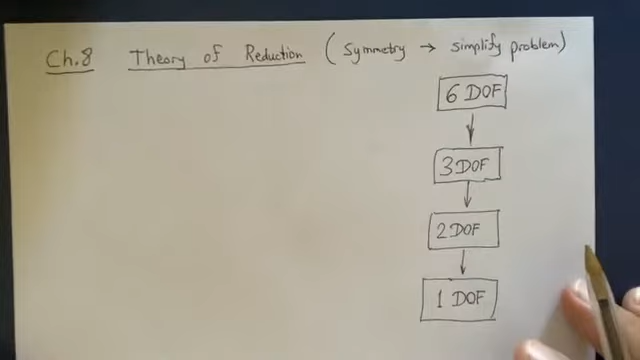 Ch.8 Theory of Reduction (Symmetry → simplify problem)
6 DOF
3 DOF
2 DOF
1 DOF